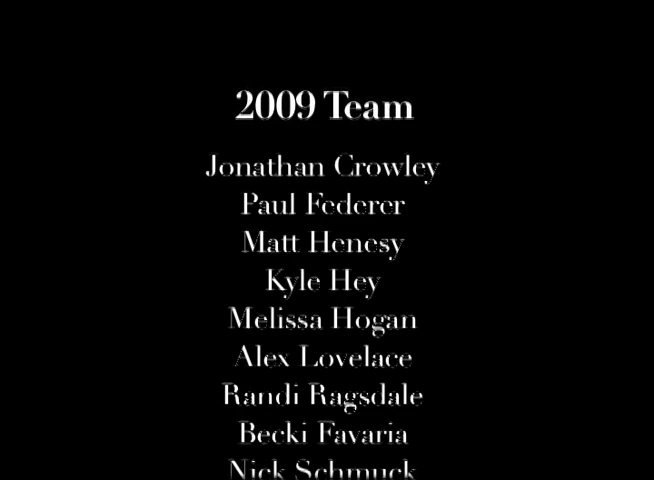 2009 Team
Jonathan Crowley
Paul Federer
Matt Henesy
Kyle Hey
Melissa Hogan
Alex Lovelace
Randi Ragsdale
Becki Favaria
Nick Schmuck